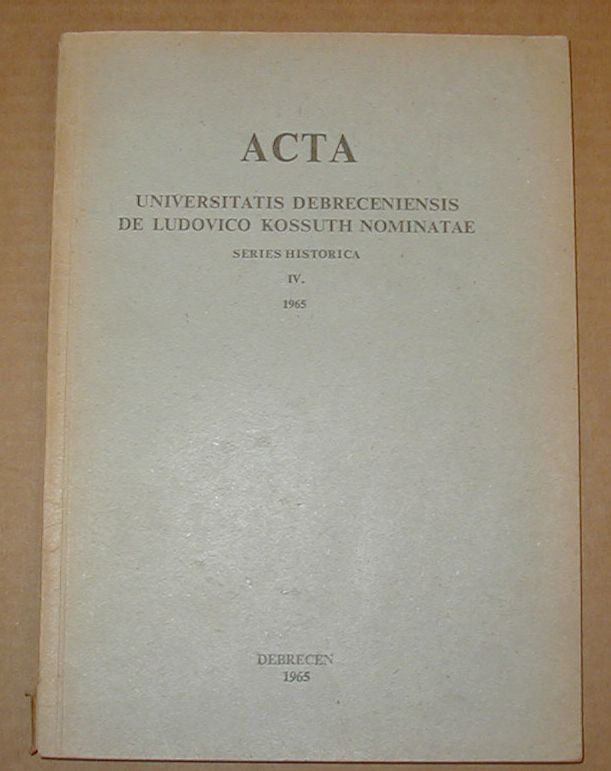 ACTA
UNIVERSITATIS DEBRECENIENSIS
DE LUDOVICO KOSSUTH NOMINATAE
SERIES HISTORICA
IV.
1965
DEBRECEN
1965